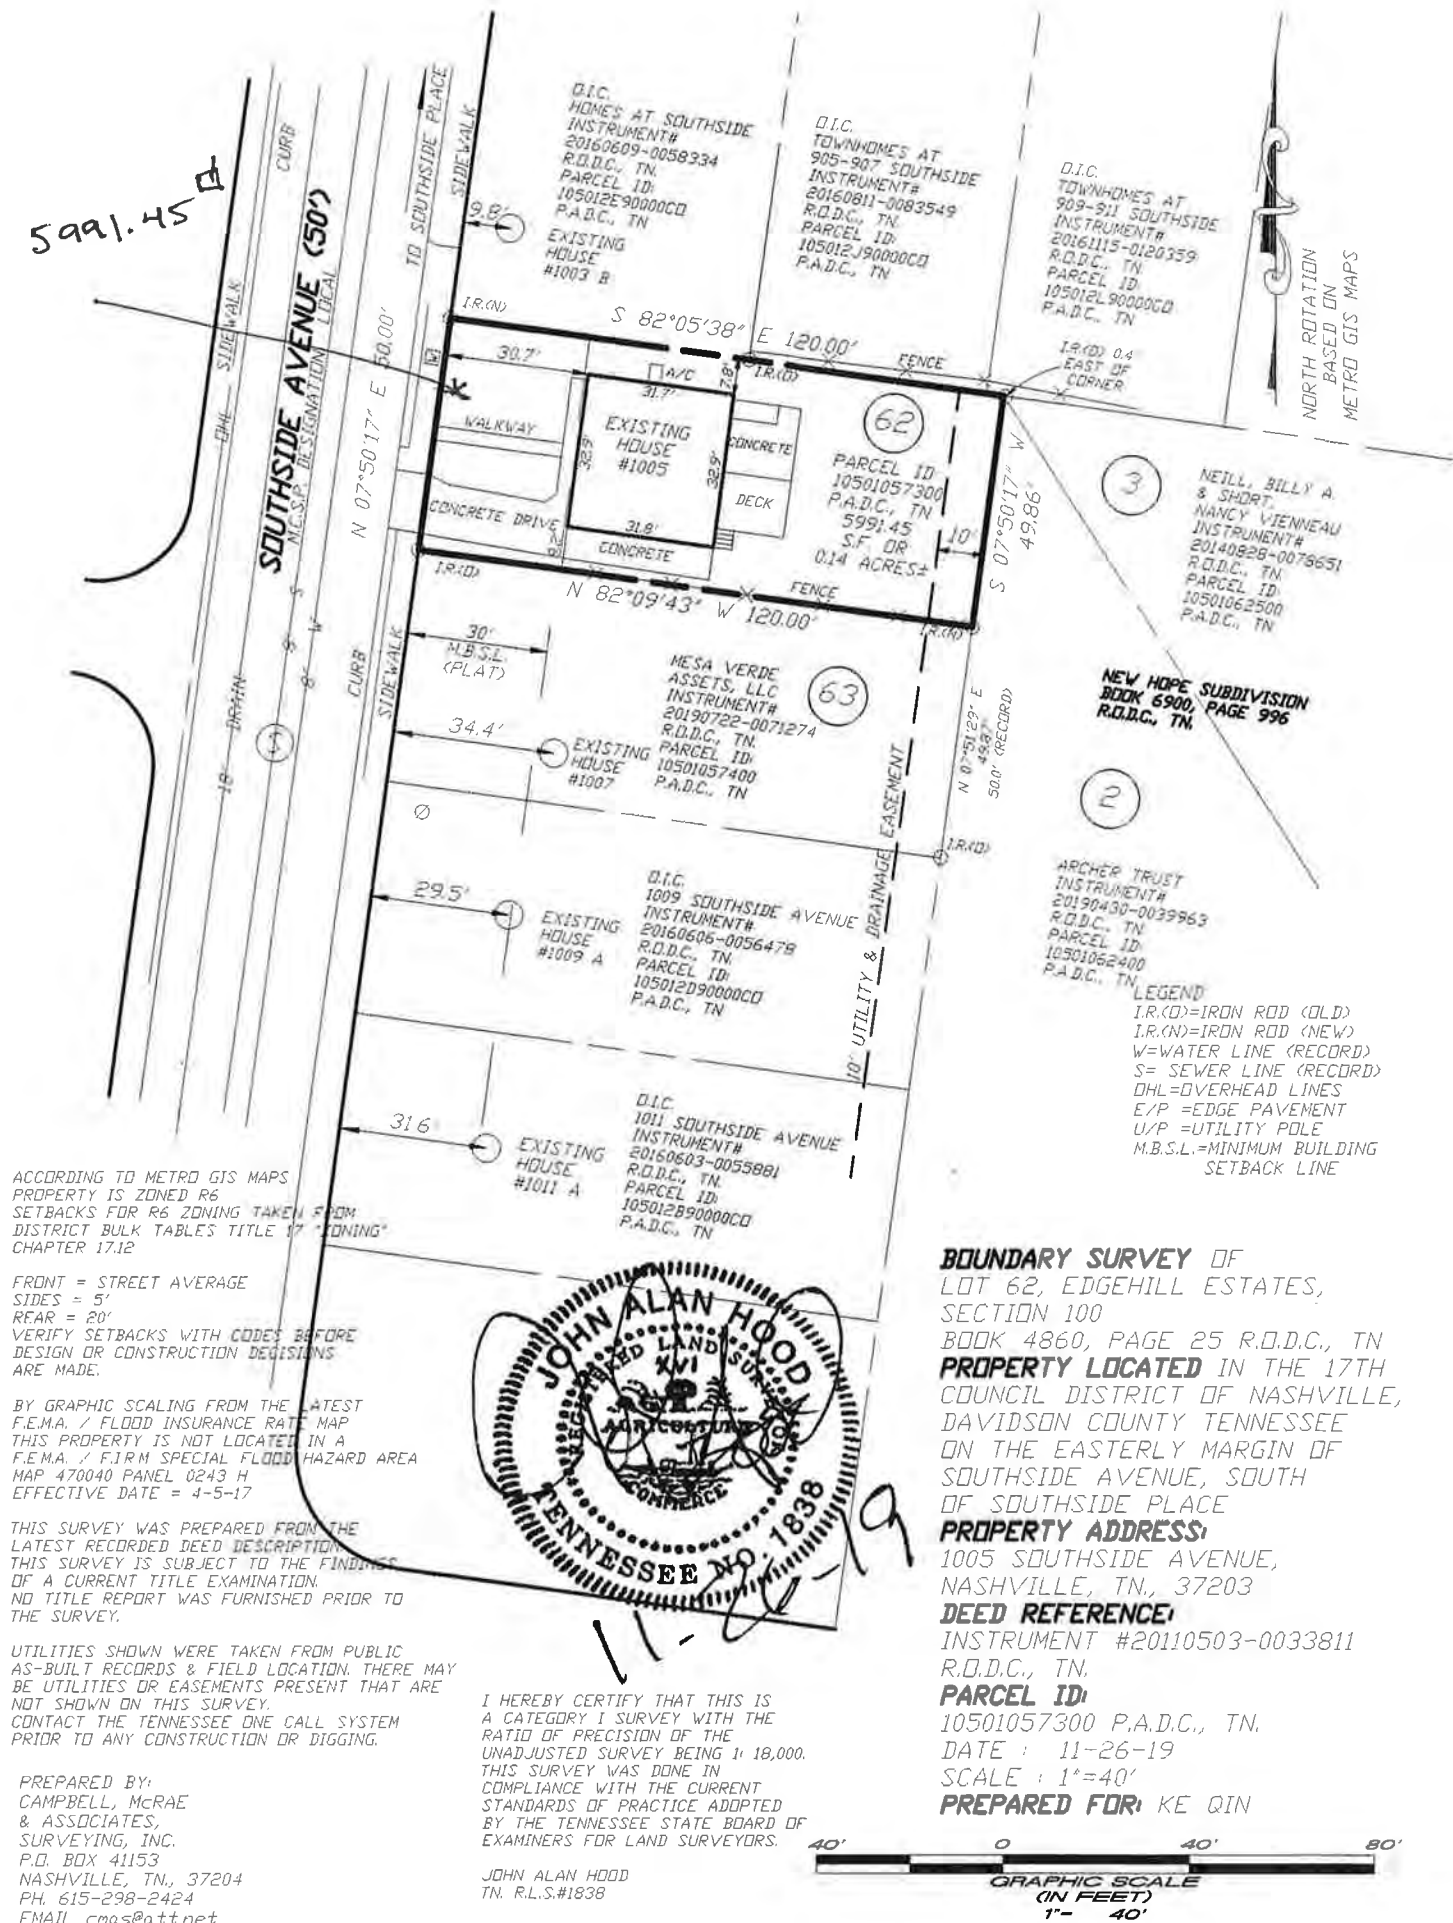 5991.45
CURB
SIDEWALK
OHL
SOUTHSIDE AVENUE (50')
M.C.S.P. DESIGNATION LOCAL
TO SOUTHSIDE PLACE
SIDEWALK
N 07°50'17" E 50.00'
O.I.C.
HOMES AT SOUTHSIDE
INSTRUMENT#
20160609-0058334
R.O.D.C., TN.
PARCEL ID:
105012E90000CO
P.A.D.C., TN
9.8'
EXISTING
HOUSE
#1003 B
O.I.C.
TOWNHOMES AT
905-907 SOUTHSIDE
INSTRUMENT#
20160811-0083549
R.O.D.C., TN.
PARCEL ID:
105012J90000CO
P.A.D.C., TN
O.I.C.
TOWNHOMES AT
909-911 SOUTHSIDE
INSTRUMENT#
20161115-0120359
R.O.D.C., TN.
PARCEL ID:
105012L90000CO
P.A.D.C., TN
NORTH ROTATION
BASED ON
METRO GIS MAPS
I.R.(N)
S 82°05'38" E 120.00'
I.R.(O)
FENCE
I.R.(O) 0.4'
EAST OF
CORNER
30.7'
A/C
7.8'
31.7'
M
WALKWAY
EXISTING
HOUSE
#1005
32.9'
32.9'
CONCRETE
DECK
CONCRETE DRIVE
31.8'
8.2'
CONCRETE
62
PARCEL ID
10501057300
P.A.D.C., TN
5991.45
S.F. OR
0.14 ACRES±
10'
S 07°50'17" W
49.86'
3
NEILL, BILLY A.
& SHORT,
NANCY VIENNEAU
INSTRUMENT#
20140828-0078651
R.O.D.C., TN
PARCEL ID:
10501062500
P.A.D.C., TN
I.R.(O)
N 82°09'43" W 120.00'
FENCE
I.R.(N)
NEW HOPE SUBDIVISION
BOOK 6900, PAGE 996
R.O.D.C., TN.
30'
M.B.S.L.
(PLAT)
MESA VERDE
ASSETS, LLC
INSTRUMENT#
20190722-0071274
R.O.D.C., TN
PARCEL ID:
10501057400
P.A.D.C., TN
63
34.4'
EXISTING
HOUSE
#1007
CURB
SIDEWALK
18" DRAIN
8" S
8" W
S
N 07°51'29" E
49.87'
50.0' (RECORD)
2
I.R.(O)
10' UTILITY & DRAINAGE EASEMENT
ARCHER TRUST
INSTRUMENT#
20190430-0039963
R.O.D.C., TN
PARCEL ID:
10501062400
P.A.D.C., TN
29.5'
EXISTING
HOUSE
#1009 A
O.I.C.
1009 SOUTHSIDE AVENUE
INSTRUMENT#
20160606-0056478
R.O.D.C., TN.
PARCEL ID:
105012D90000CO
P.A.D.C., TN
31.6'
EXISTING
HOUSE
#1011 A
O.I.C.
1011 SOUTHSIDE AVENUE
INSTRUMENT#
20160603-0055881
R.O.D.C., TN
PARCEL ID:
105012B90000CO
P.A.D.C., TN
LEGEND
I.R.(O)=IRON ROD (OLD)
I.R.(N)=IRON ROD (NEW)
W=WATER LINE (RECORD)
S= SEWER LINE (RECORD)
OHL=OVERHEAD LINES
E/P =EDGE PAVEMENT
U/P =UTILITY POLE
M.B.S.L.=MINIMUM BUILDING
SETBACK LINE
ACCORDING TO METRO GIS MAPS
PROPERTY IS ZONED R6
SETBACKS FOR R6 ZONING TAKEN FROM
DISTRICT BULK TABLES TITLE 17 "ZONING"
CHAPTER 17.12
FRONT = STREET AVERAGE
SIDES = 5'
REAR = 20'
VERIFY SETBACKS WITH CODES BEFORE
DESIGN OR CONSTRUCTION DECISIONS
ARE MADE.
BY GRAPHIC SCALING FROM THE LATEST
F.E.M.A. / FLOOD INSURANCE RATE MAP
THIS PROPERTY IS NOT LOCATED IN A
F.E.M.A. / F.I.R.M SPECIAL FLOOD HAZARD AREA
MAP 470040 PANEL 0243 H
EFFECTIVE DATE = 4-5-17
THIS SURVEY WAS PREPARED FROM THE
LATEST RECORDED DEED DESCRIPTION.
THIS SURVEY IS SUBJECT TO THE FINDINGS
OF A CURRENT TITLE EXAMINATION.
NO TITLE REPORT WAS FURNISHED PRIOR TO
THE SURVEY.
UTILITIES SHOWN WERE TAKEN FROM PUBLIC
AS-BUILT RECORDS & FIELD LOCATION. THERE MAY
BE UTILITIES OR EASEMENTS PRESENT THAT ARE
NOT SHOWN ON THIS SURVEY.
CONTACT THE TENNESSEE ONE CALL SYSTEM
PRIOR TO ANY CONSTRUCTION OR DIGGING.
PREPARED BY:
CAMPBELL, McRAE
& ASSOCIATES,
SURVEYING, INC.
P.O. BOX 41153
NASHVILLE, TN., 37204
PH. 615-298-2424
EMAIL cmas@att.net
JOHN ALAN HOOD
REGISTERED LAND SURVEYOR
XVI
AGRICULTURE
COMMERCE
TENNESSEE NO. 1838
11-26-19
I HEREBY CERTIFY THAT THIS IS
A CATEGORY I SURVEY WITH THE
RATIO OF PRECISION OF THE
UNADJUSTED SURVEY BEING 1: 18,000.
THIS SURVEY WAS DONE IN
COMPLIANCE WITH THE CURRENT
STANDARDS OF PRACTICE ADOPTED
BY THE TENNESSEE STATE BOARD OF
EXAMINERS FOR LAND SURVEYORS.
JOHN ALAN HOOD
TN. R.L.S.#1838
BOUNDARY SURVEY OF
LOT 62, EDGEHILL ESTATES,
SECTION 100
BOOK 4860, PAGE 25 R.O.D.C., TN
PROPERTY LOCATED IN THE 17TH
COUNCIL DISTRICT OF NASHVILLE,
DAVIDSON COUNTY TENNESSEE
ON THE EASTERLY MARGIN OF
SOUTHSIDE AVENUE, SOUTH
OF SOUTHSIDE PLACE
PROPERTY ADDRESS:
1005 SOUTHSIDE AVENUE,
NASHVILLE, TN., 37203
DEED REFERENCE:
INSTRUMENT #20110503-0033811
R.O.D.C., TN.
PARCEL ID:
10501057300 P.A.D.C., TN.
DATE : 11-26-19
SCALE : 1"=40'
PREPARED FOR: KE QIN
40' 0 40' 80'
GRAPHIC SCALE
(IN FEET)
1"= 40'